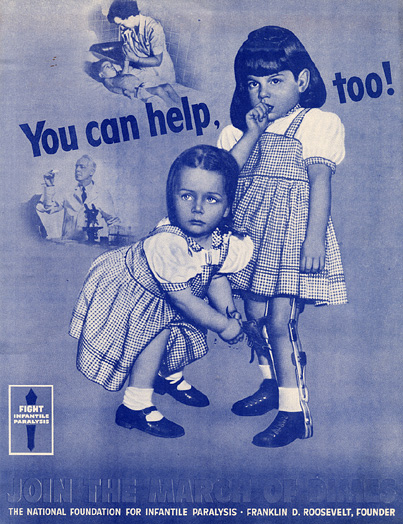 You can help, too!
FIGHT
INFANTILE
PARALYSIS
JOIN THE MARCH OF DIMES
THE NATIONAL FOUNDATION FOR INFANTILE PARALYSIS · FRANKLIN D. ROOSEVELT, FOUNDER